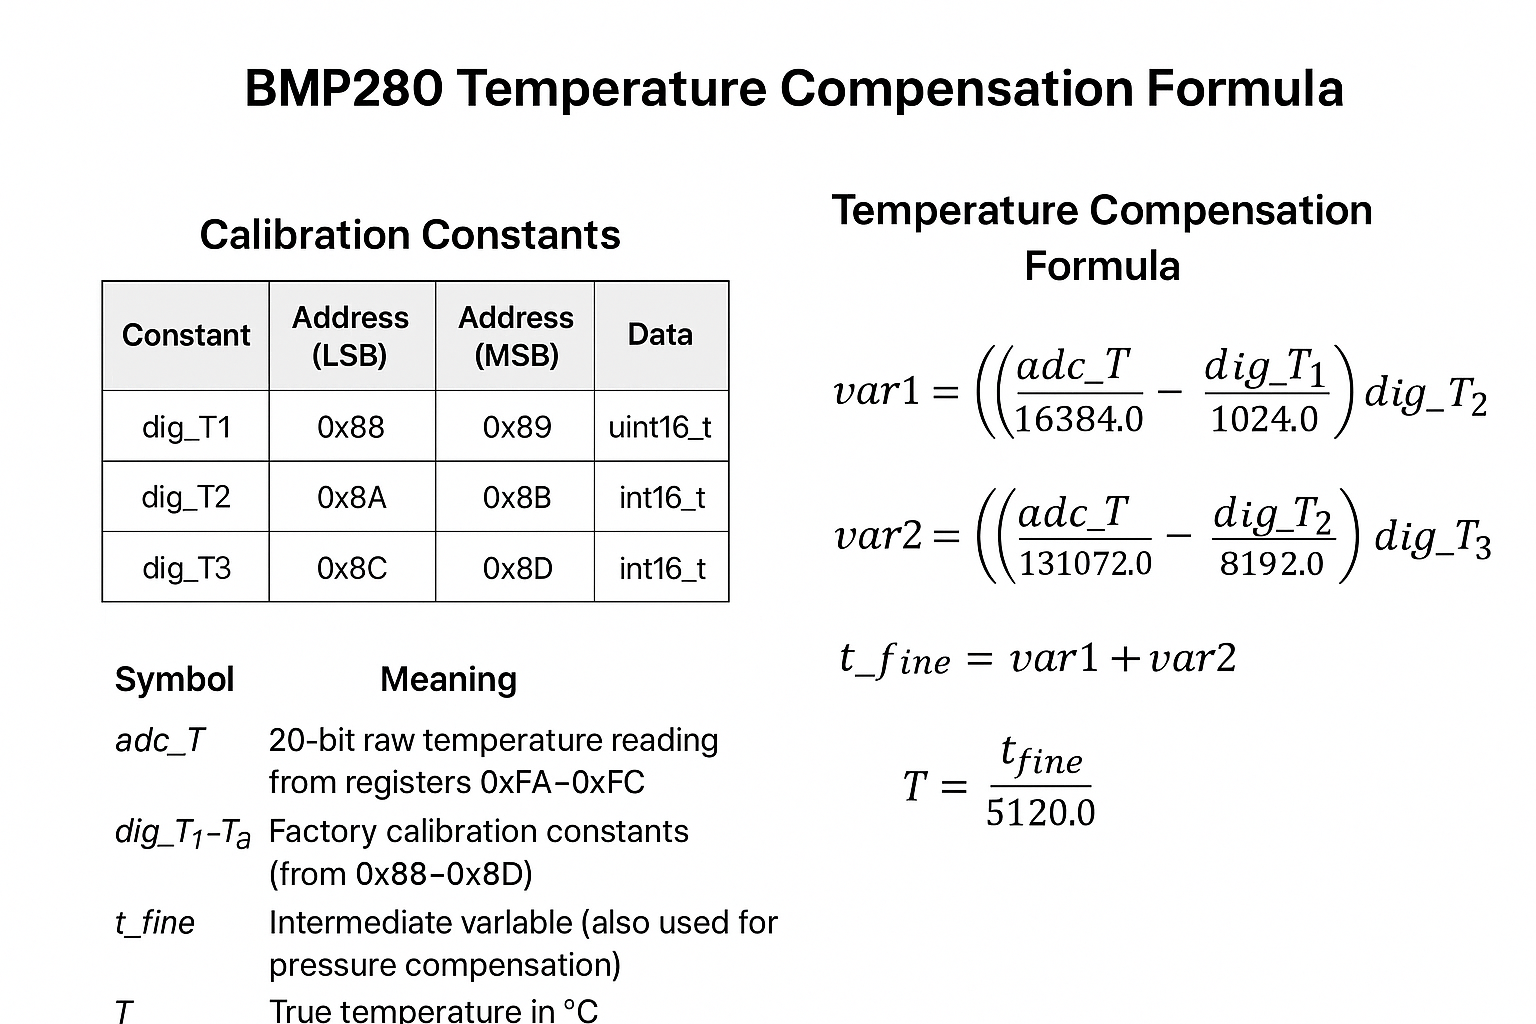 BMP280 Temperature Compensation Formula
Calibration Constants
Constant Address (LSB) Address (MSB) Data
dig_T1 0x88 0x89 uint16_t
dig_T2 0x8A 0x8B int16_t
dig_T3 0x8C 0x8D int16_t
Symbol Meaning
adc_T 20-bit raw temperature reading
from registers 0xFA–0xFC
dig_T₁–Tₐ Factory calibration constants
(from 0x88–0x8D)
t_fine Intermediate varlable (also used for
pressure compensation)
T True temperature in °C
Temperature Compensation
Formula
var1 = ((adc_T/16384.0 − dig_T₁/1024.0) dig_T₂
var2 = ((adc_T/131072.0 − dig_T₂/8192.0) dig_T₃
t_fine = var1 + var2
T = t_fine/5120.0